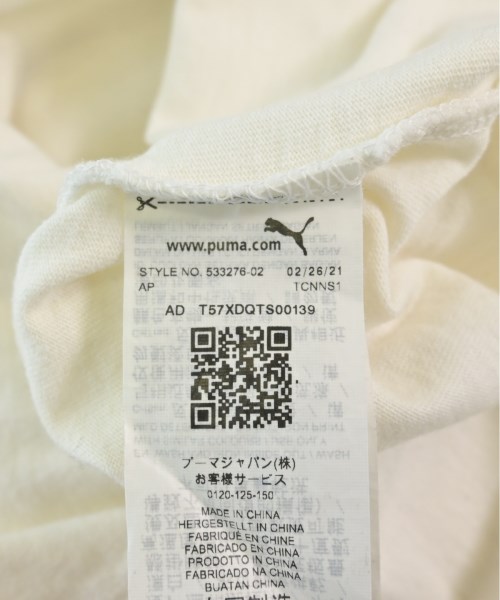 www.puma.com
STYLE NO. 533276-02 02/26/21
AP TCNNS1
AD T57XDQTS00139
プーマジャパン(株)
お客様サービス
0120-125-150
MADE IN CHINA
HERGESTELLT IN CHINA
FABRIQUÉ EN CHINE
FABRICADO EN CHINA
PRODOTTO IN CHINA
FABRICADO NA CHINA
BUATAN CHINA